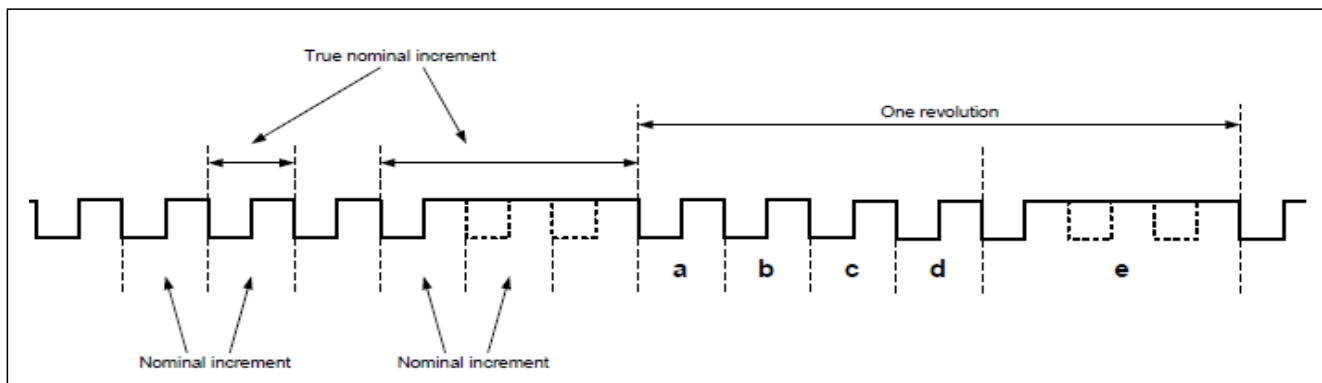 True nominal increment
One revolution
a b c d e
Nominal increment Nominal increment